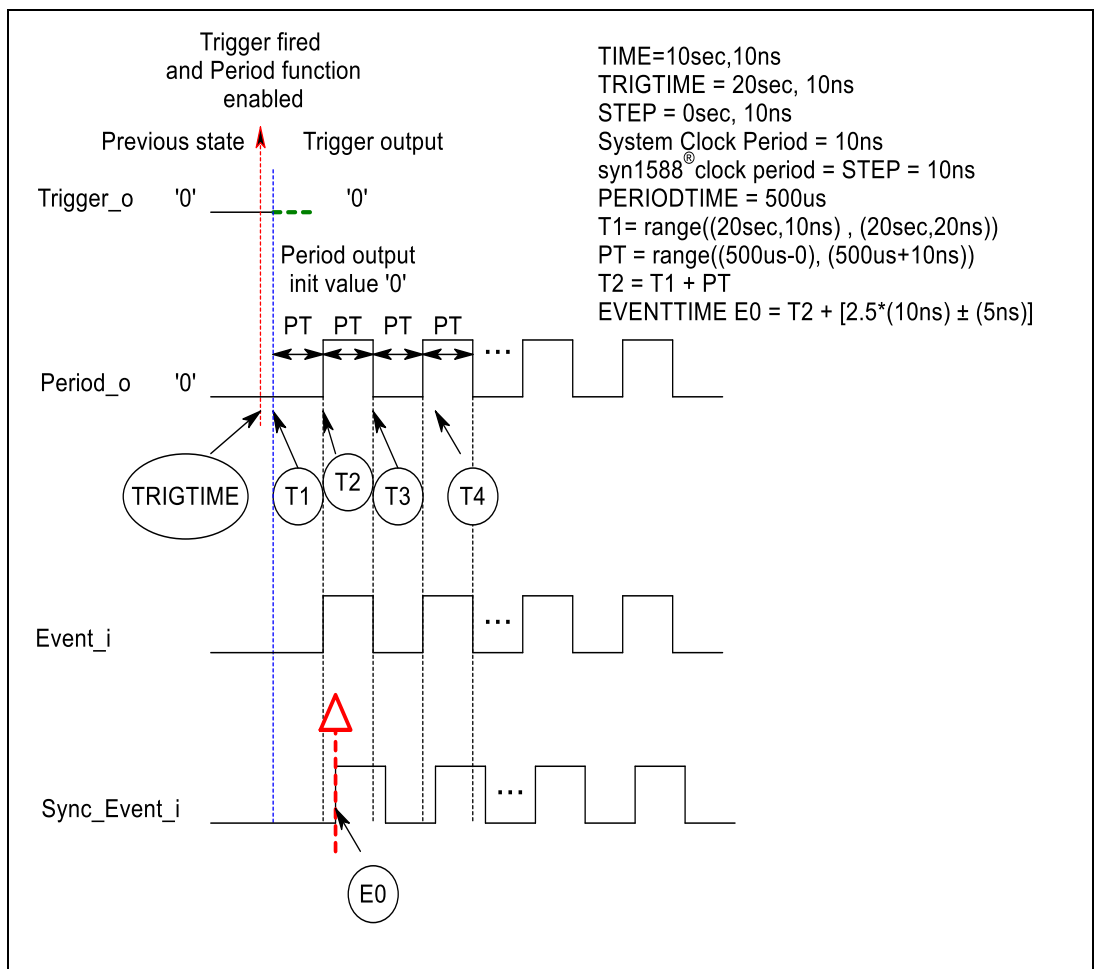 Trigger fired
and Period function
enabled
Previous state
Trigger output
Trigger_o
'0'
'0'
Period output
init value '0'
PT
PT
PT
PT
...
Period_o
'0'
TRIGTIME
T1
T2
T3
T4
Event_i
...
Sync_Event_i
...
E0
TIME=10sec,10ns
TRIGTIME = 20sec, 10ns
STEP = 0sec, 10ns
System Clock Period = 10ns
syn1588® clock period = STEP = 10ns
PERIODTIME = 500us
T1= range((20sec,10ns) , (20sec,20ns))
PT = range((500us-0), (500us+10ns))
T2 = T1 + PT
EVENTTIME E0 = T2 + [2.5*(10ns) ± (5ns)]